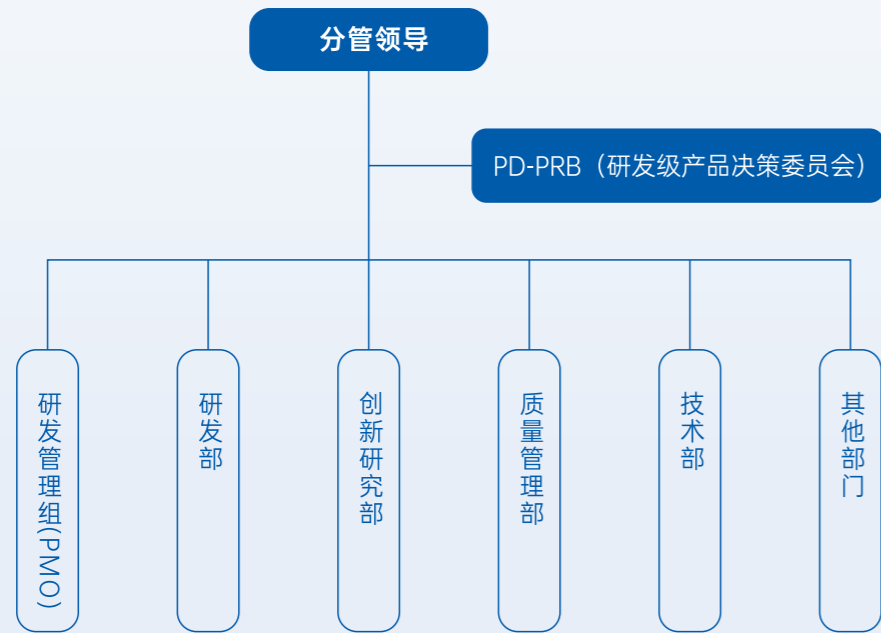 分管领导
PD-PRB（研发级产品决策委员会）
研发管理组(PMO)
研发部
创新研究部
质量管理部
技术部
其他部门